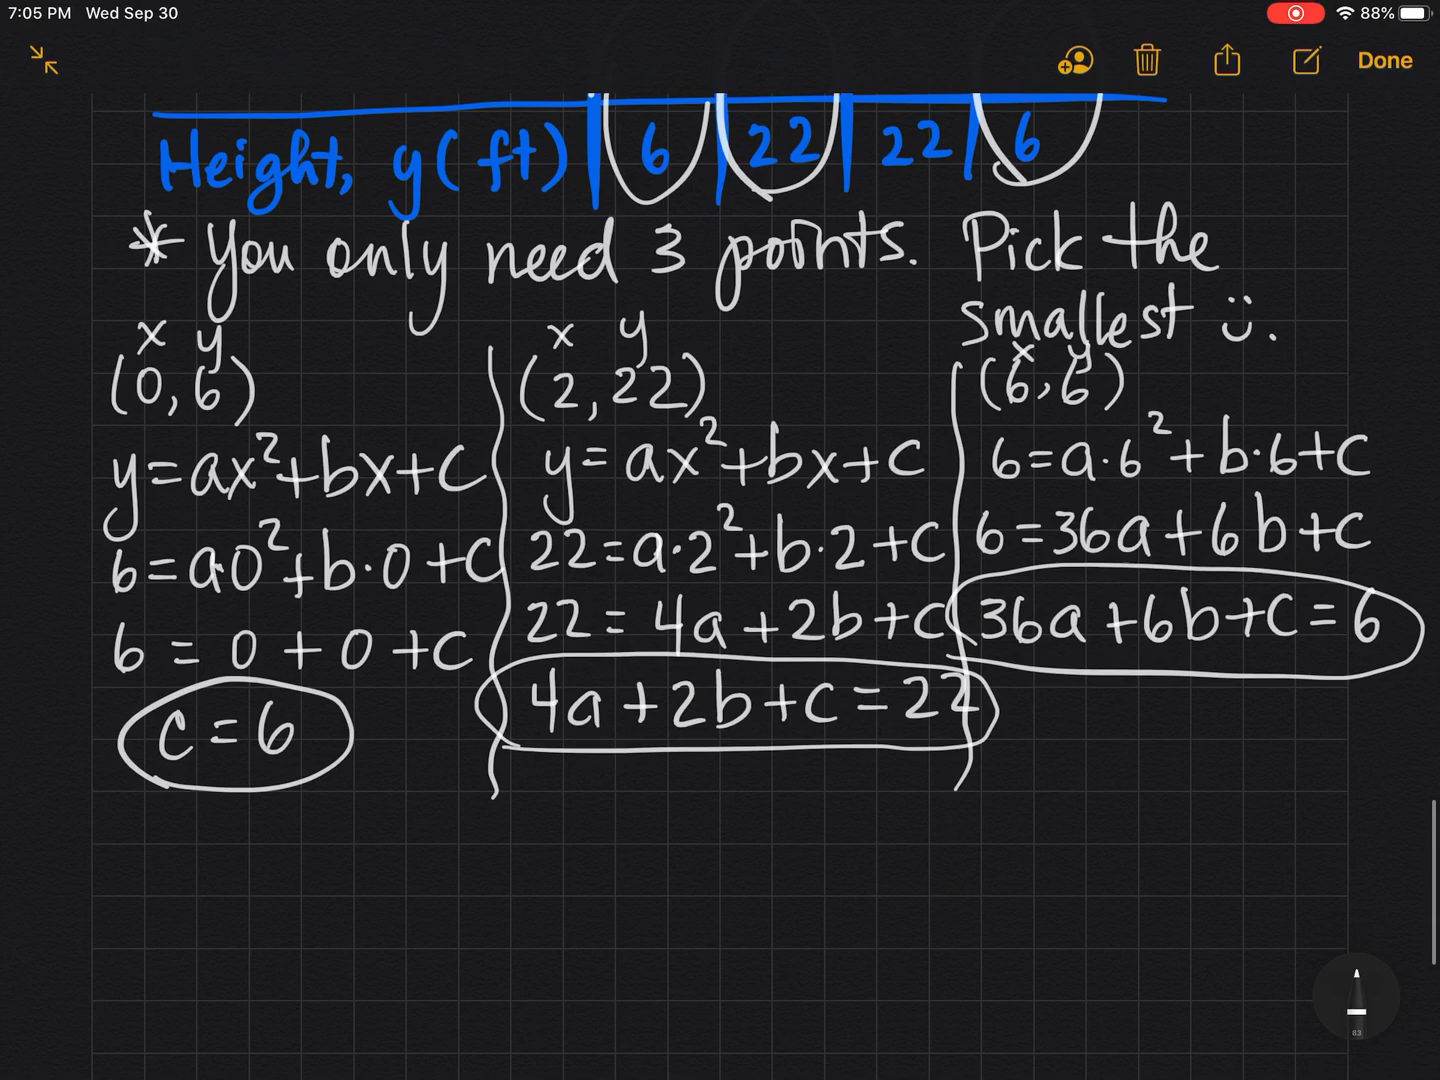 7:05 PM Wed Sep 30 88%
Done
Height, y(ft) 6 22 22 6
* You only need 3 points. Pick the
smallest :).
x y
(0, 6)
y=ax²+bx+c
6=a0²+b·0+c
6 = 0 + 0 +c
c=6
x y
(2, 22)
y=ax²+bx+c
22=a·2²+b·2+c
22= 4a+2b+c
4a+2b+c=22
x y
(6, 6)
6=a·6²+b·6+c
6=36a+6b+c
36a+6b+c=6
83